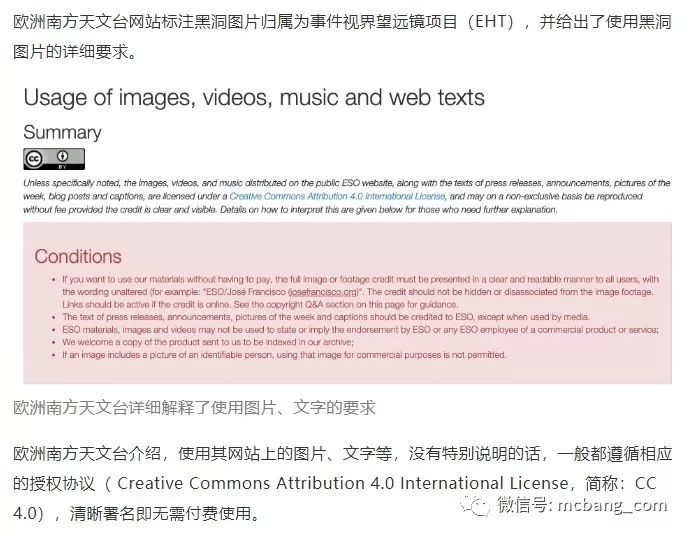 欧洲南方天文台网站标注黑洞图片归属为事件视界望远镜项目（EHT），并给出了使用黑洞
图片的详细要求。
Usage of images, videos, music and web texts
Summary
cc
BY
Unless specifically noted, the images, videos, and music distributed on the public ESO website, along with the texts of press releases, announcements, pictures of the
week, blog posts and captions, are licensed under a Creative Commons Attribution 4.0 International License, and may on a non-exclusive basis be reproduced
without fee provided the credit is clear and visible. Details on how to interpret this are given below for those who need further explanation.
Conditions
• If you want to use our materials without having to pay, the full image or footage credit must be presented in a clear and readable manner to all users, with
the wording unaltered (for example: "ESO/José Francisco (josefrancisco.org)". The credit should not be hidden or disassociated from the image footage.
Links should be active if the credit is online. See the copyright Q&A section on this page for guidance.
• The text of press releases, announcements, pictures of the week and captions should be credited to ESO, except when used by media.
• ESO materials, images and videos may not be used to state or imply the endorsement by ESO or any ESO employee of a commercial product or service;
• We welcome a copy of the product sent to us to be indexed in our archive;
• If an image includes a picture of an identifiable person, using that image for commercial purposes is not permitted.
欧洲南方天文台详细解释了使用图片、文字的要求
欧洲南方天文台介绍，使用其网站上的图片、文字等，没有特别说明的话，一般都遵循相应
的授权协议（ Creative Commons Attribution 4.0 International License，简称：CC
4.0），清晰署名即无需付费使用。
微信号: mcbang_com